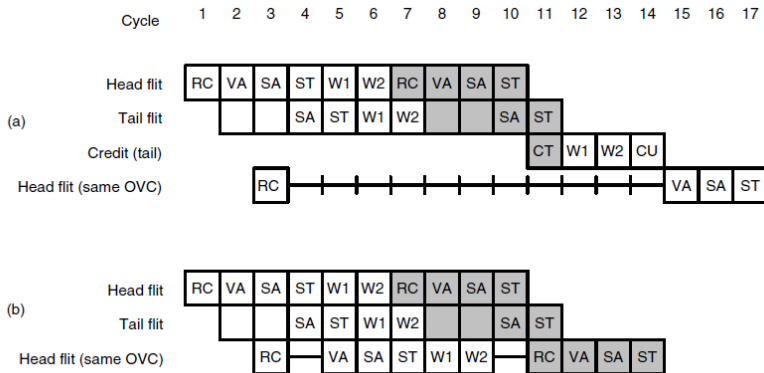 Cycle 1 2 3 4 5 6 7 8 9 10 11 12 13 14 15 16 17
(a)
Head flit RC VA SA ST W1 W2 RC VA SA ST
Tail flit SA ST W1 W2 SA ST
Credit (tail) CT W1 W2 CU
Head flit (same OVC) RC VA SA ST
(b)
Head flit RC VA SA ST W1 W2 RC VA SA ST
Tail flit SA ST W1 W2 SA ST
Head flit (same OVC) RC VA SA ST W1 W2 RC VA SA ST